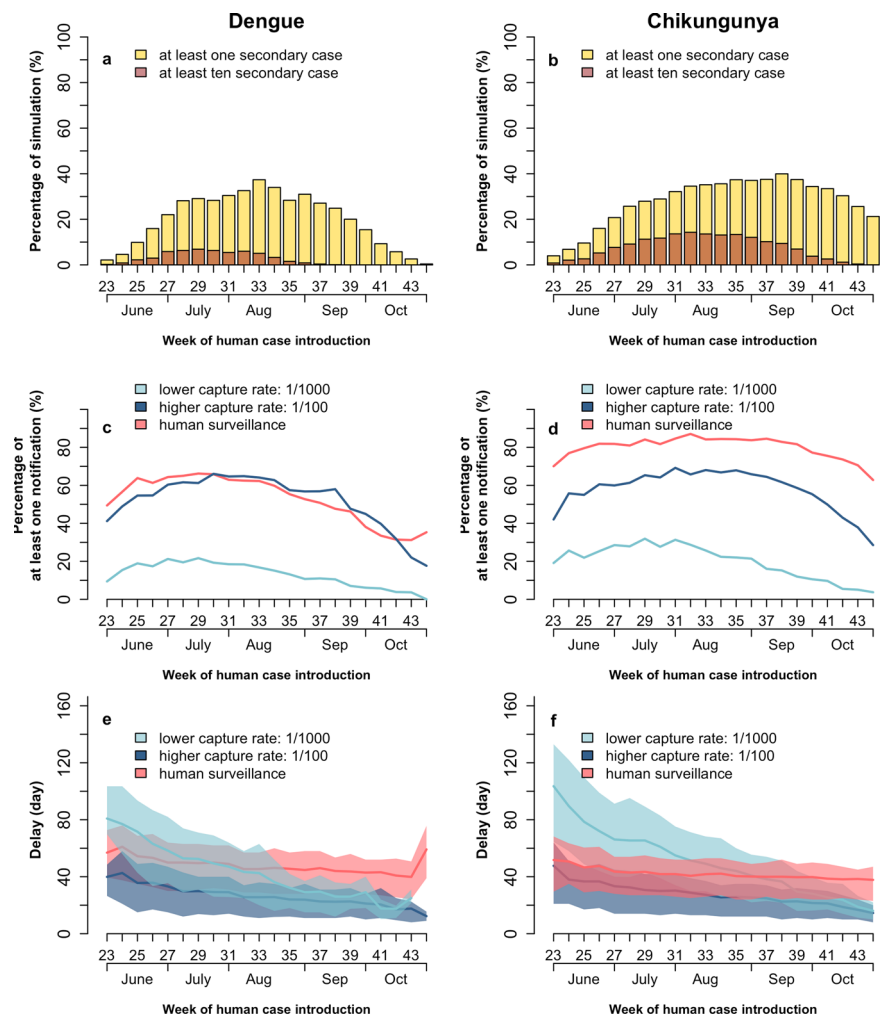 Dengue
Chikungunya
a
at least one secondary case
at least ten secondary case
Percentage of simulation (%)
0 20 40 60 80 100
23 25 27 29 31 33 35 37 39 41 43
June July Aug Sep Oct
Week of human case introduction
b
at least one secondary case
at least ten secondary case
Percentage of simulation (%)
0 20 40 60 80 100
23 25 27 29 31 33 35 37 39 41 43
June July Aug Sep Oct
Week of human case introduction
c
lower capture rate: 1/1000
higher capture rate: 1/100
human surveillance
Percentage of
at least one notification (%)
0 20 40 60 80
23 25 27 29 31 33 35 37 39 41 43
June July Aug Sep Oct
Week of human case introduction
d
lower capture rate: 1/1000
higher capture rate: 1/100
human surveillance
Percentage of
at least one notification (%)
0 20 40 60 80
23 25 27 29 31 33 35 37 39 41 43
June July Aug Sep Oct
Week of human case introduction
e
lower capture rate: 1/1000
higher capture rate: 1/100
human surveillance
Delay (day)
0 40 80 120 160
23 25 27 29 31 33 35 37 39 41 43
June July Aug Sep Oct
Week of human case introduction
f
lower capture rate: 1/1000
higher capture rate: 1/100
human surveillance
Delay (day)
0 40 80 120 160
23 25 27 29 31 33 35 37 39 41 43
June July Aug Sep Oct
Week of human case introduction